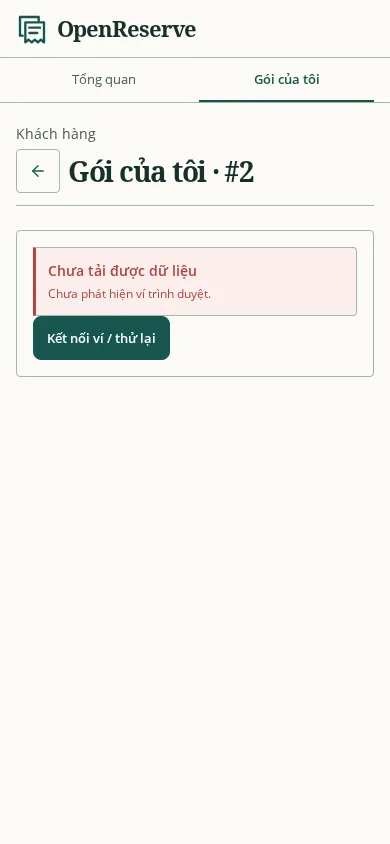 OpenReserve
Tổng quan
Gói của tôi
Khách hàng
Gói của tôi · #2
Chưa tải được dữ liệu
Chưa phát hiện ví trình duyệt.
Kết nối ví / thử lại